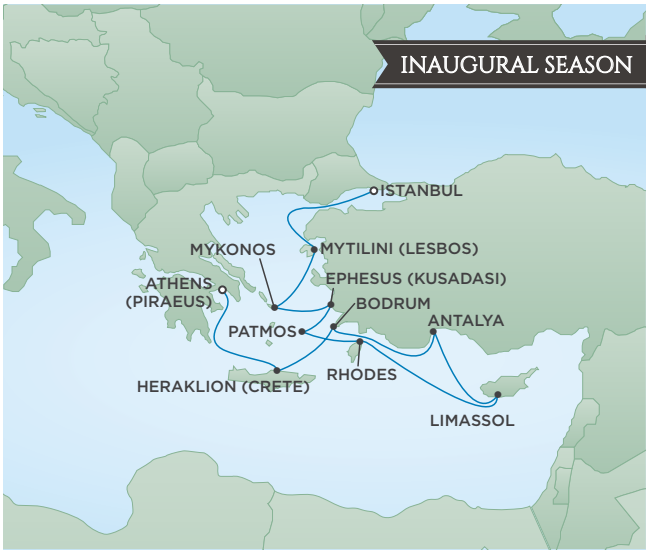 INAUGURAL SEASON
ISTANBUL
MYKONOS
MYTILINI (LESBOS)
EPHESUS (KUSADASI)
ATHENS
(PIRAEUS)
BODRUM
PATMOS
ANTALYA
RHODES
HERAKLION (CRETE)
LIMASSOL